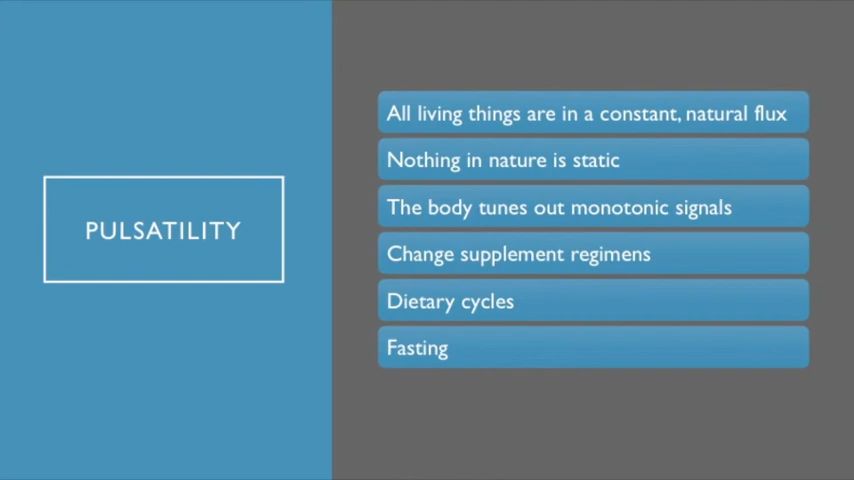 PULSATILITY
All living things are in a constant, natural flux
Nothing in nature is static
The body tunes out monotonic signals
Change supplement regimens
Dietary cycles
Fasting